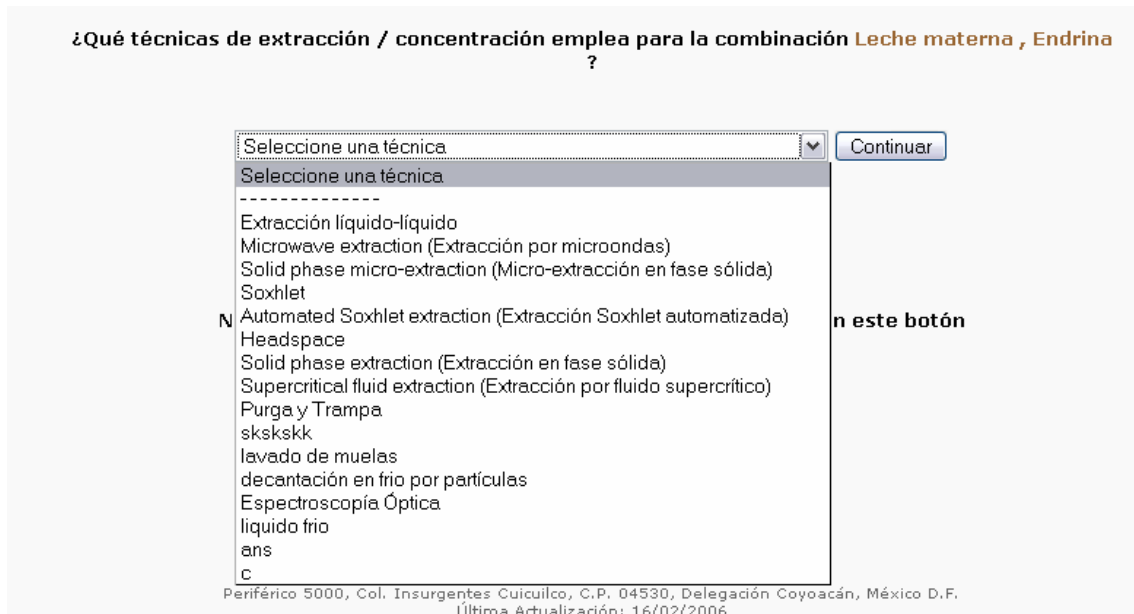 ¿Qué técnicas de extracción / concentración emplea para la combinación Leche materna , Endrina
?
Seleccione una técnica Continuar
Seleccione una técnica
--------------
Extracción líquido-líquido
Microwave extraction (Extracción por microondas)
Solid phase micro-extraction (Micro-extracción en fase sólida)
Soxhlet
Automated Soxhlet extraction (Extracción Soxhlet automatizada)
N n este botón
Headspace
Solid phase extraction (Extracción en fase sólida)
Supercritical fluid extraction (Extracción por fluido supercrítico)
Purga y Trampa
skskskk
lavado de muelas
decantación en frio por partículas
Espectroscopía Óptica
liquido frio
ans
c
Periférico 5000, Col. Insurgentes Cuicuilco, C.P. 04530, Delegación Coyoacán, México D.F.
Última Actualización: 16/02/2006